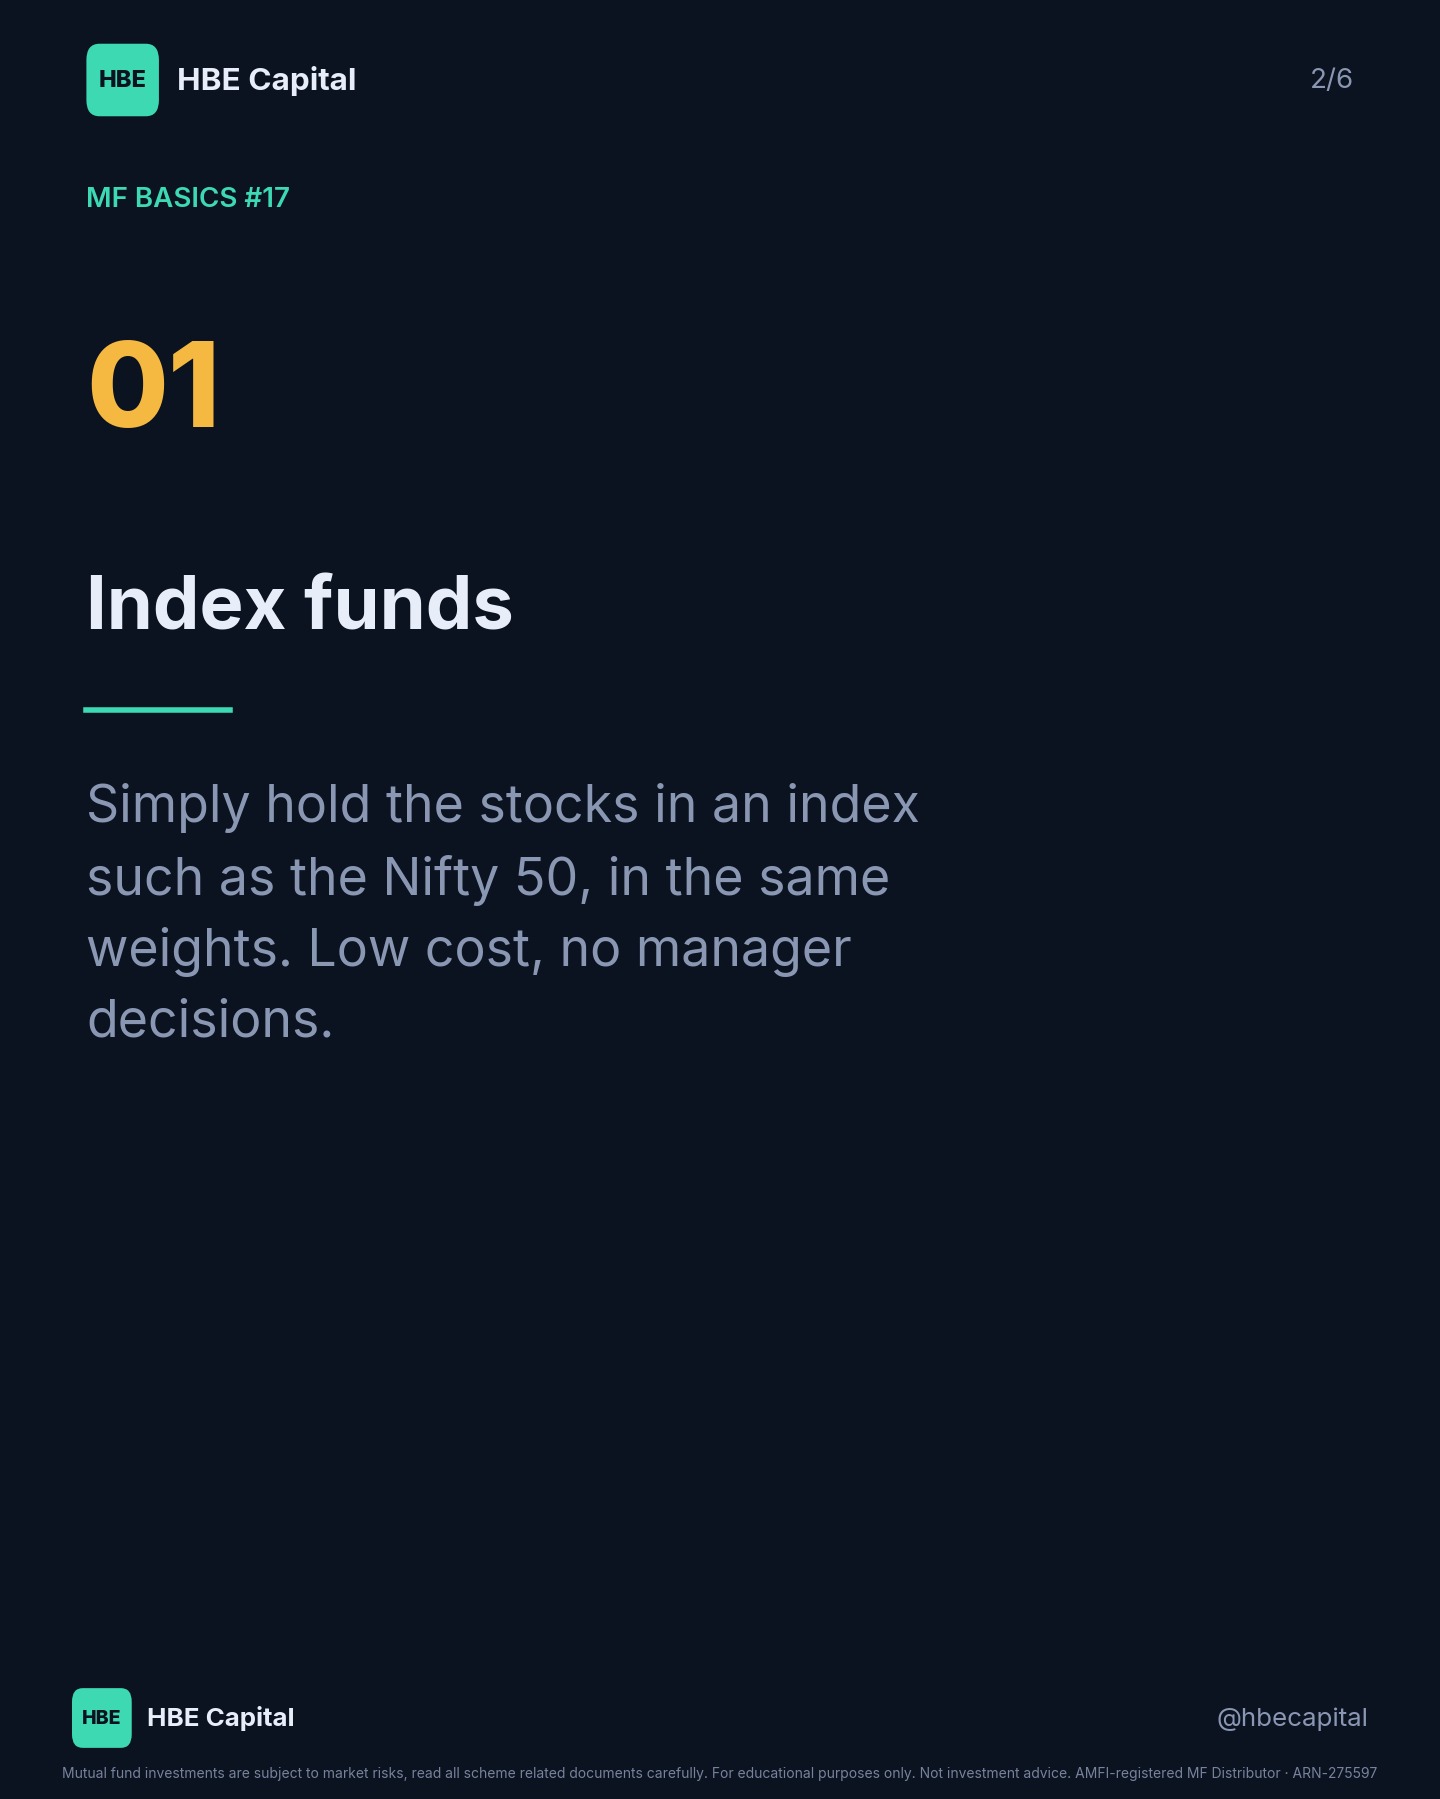 HBE HBE Capital 2/6
MF BASICS #17
01
Index funds
Simply hold the stocks in an index
such as the Nifty 50, in the same
weights. Low cost, no manager
decisions.
HBE HBE Capital @hbecapital
Mutual fund investments are subject to market risks, read all scheme related documents carefully. For educational purposes only. Not investment advice. AMFI-registered MF Distributor · ARN-275597